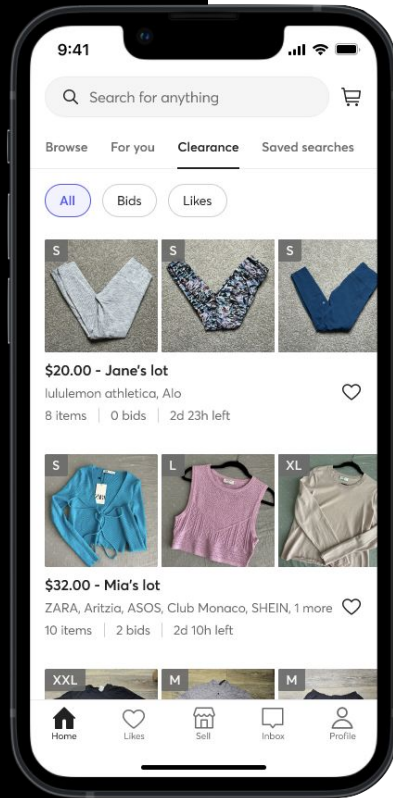 9:41
Search for anything
Browse For you Clearance Saved searches
All Bids Likes
S S S
$20.00 - Jane's lot
lululemon athletica, Alo
8 items 0 bids 2d 23h left
S L XL
ZARA
$32.00 - Mia's lot
ZARA, Aritzia, ASOS, Club Monaco, SHEIN, 1 more
10 items 2 bids 2d 10h left
XXL M M
Home Likes Sell Inbox Profile